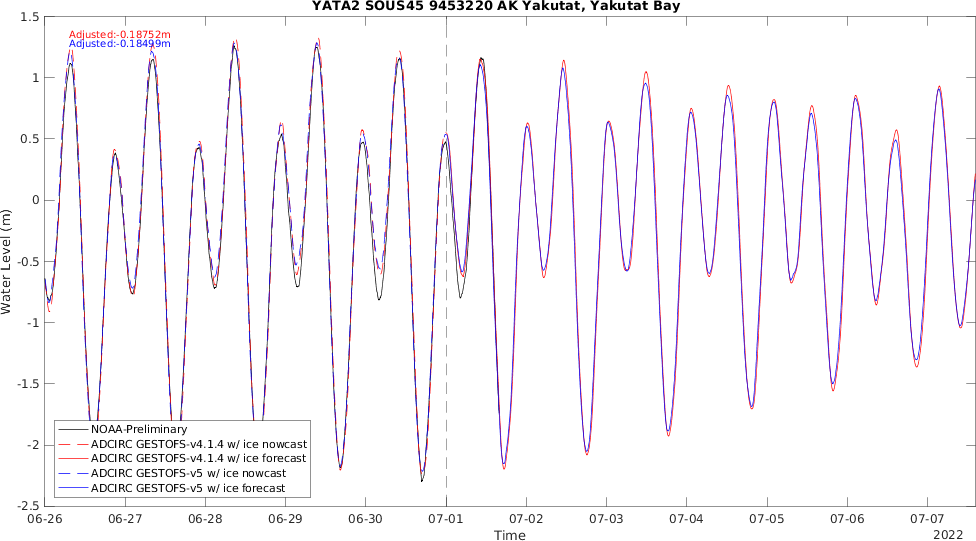 YATA2 SOUS45 9453220 AK Yakutat, Yakutat Bay
Adjusted:-0.18752m
Adjusted:-0.18499m
1.5
1
0.5
0
-0.5
-1
-1.5
-2
-2.5
Water Level (m)
NOAA-Preliminary
ADCIRC GESTOFS-v4.1.4 w/ ice nowcast
ADCIRC GESTOFS-v4.1.4 w/ ice forecast
ADCIRC GESTOFS-v5 w/ ice nowcast
ADCIRC GESTOFS-v5 w/ ice forecast
06-26 06-27 06-28 06-29 06-30 07-01 07-02 07-03 07-04 07-05 07-06 07-07
Time
2022